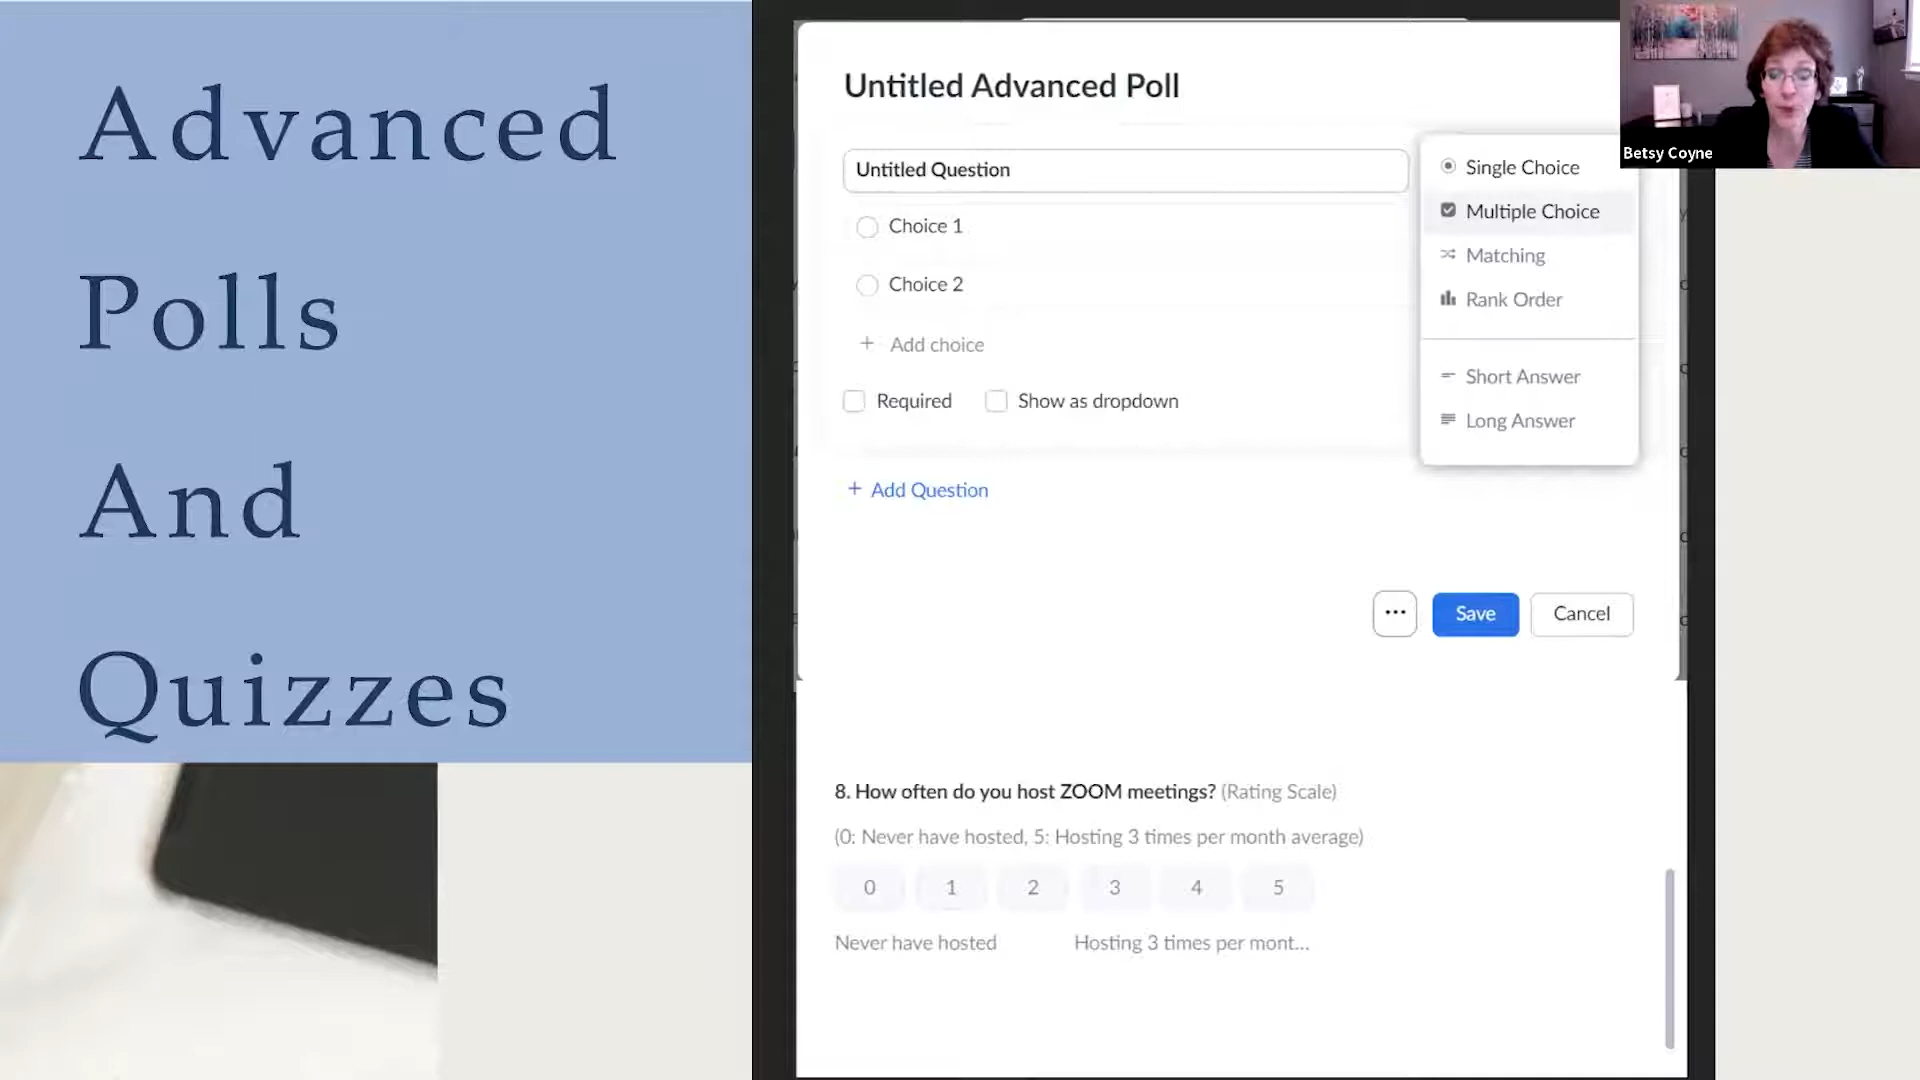 Advanced
Polls
And
Quizzes
Untitled Advanced Poll
Untitled Question
Choice 1
Choice 2
+ Add choice
Required
Show as dropdown
+ Add Question
Single Choice
Multiple Choice
Matching
Rank Order
Short Answer
Long Answer
... Save Cancel
8. How often do you host ZOOM meetings? (Rating Scale)
(0: Never have hosted, 5: Hosting 3 times per month average)
0 1 2 3 4 5
Never have hosted Hosting 3 times per mont...
Betsy Coyne